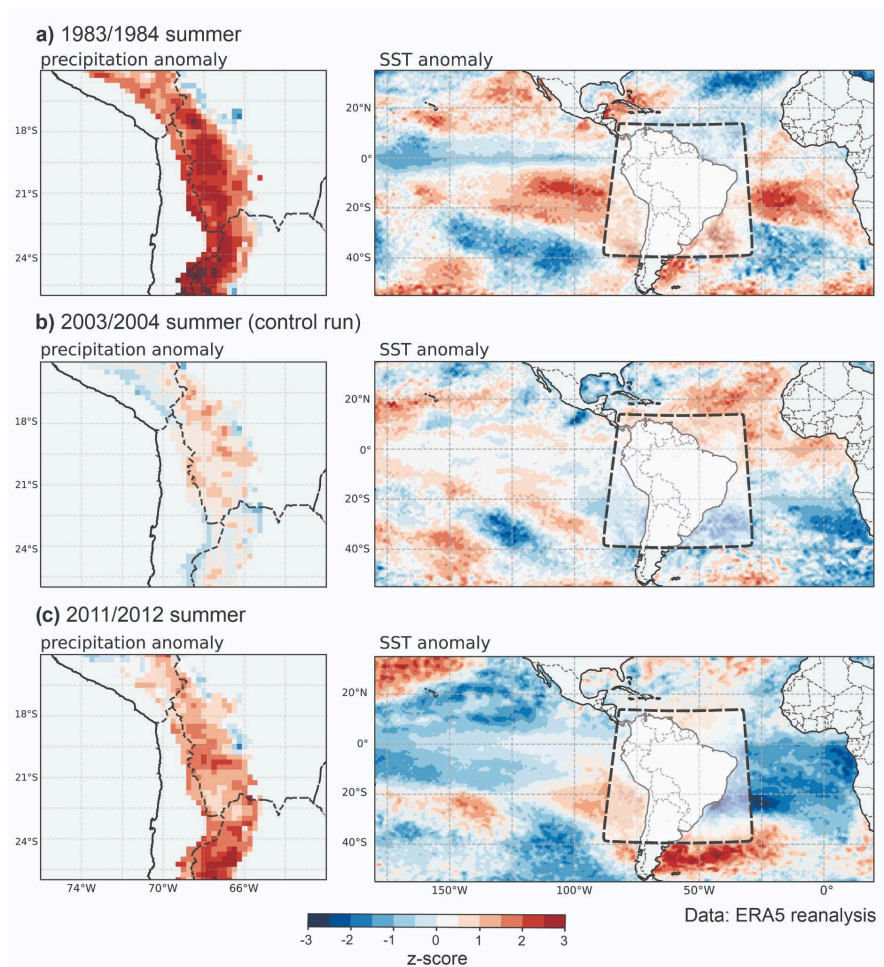 a) 1983/1984 summer
precipitation anomaly
SST anomaly
18°S
21°S
24°S
20°N
0°
20°S
40°S
b) 2003/2004 summer (control run)
precipitation anomaly
SST anomaly
18°S
21°S
24°S
20°N
0°
20°S
40°S
(c) 2011/2012 summer
precipitation anomaly
SST anomaly
18°S
21°S
24°S
20°N
0°
20°S
40°S
74°W 70°W 66°W
150°W 100°W 50°W 0°
Data: ERA5 reanalysis
-3 -2 -1 0 1 2 3
z-score